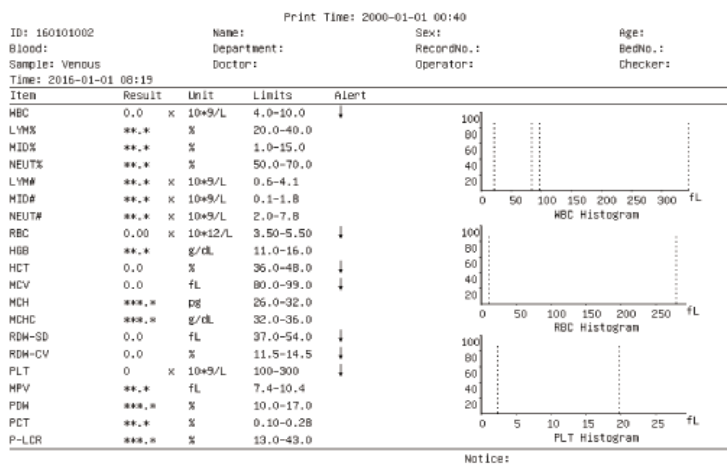 Print Time: 2000-01-01 00:40
ID: 160101002 Name: Sex: Age:
Blood: Department: RecordNo.: BedNo.:
Sample: Venous Doctor: Operator: Checker:
Time: 2016-01-01 08:19
Item Result Unit Limits Alert
WBC 0.0 x 10*9/L 4.0-10.0 ↓
LYM% **.* % 20.0-40.0
MID% **.* % 1.0-15.0
NEUT% **.* % 50.0-70.0
LYM# **.* x 10*9/L 0.6-4.1
MID# **.* x 10*9/L 0.1-1.8
NEUT# **.* x 10*9/L 2.0-7.8
RBC 0.00 x 10*12/L 3.50-5.50 ↓
HGB **.* g/dL 11.0-16.0
HCT 0.0 % 36.0-48.0 ↓
MCV 0.0 fL 80.0-99.0 ↓
MCH ***.* pg 26.0-32.0
MCHC ***.* g/dL 32.0-36.0
RDW-SD 0.0 fL 37.0-54.0 ↓
RDW-CV 0.0 % 11.5-14.5 ↓
PLT 0 x 10*9/L 100-300 ↓
MPV **.* fL 7.4-10.4
PDW ***.* % 10.0-17.0
PCT **.* % 0.10-0.28
P-LCR ***.* % 13.0-43.0
100
80
60
40
20
0 50 100 150 200 250 300 fL
WBC Histogram
100
80
60
40
20
0 50 100 150 200 250 fL
RBC Histogram
100
80
60
40
20
0 5 10 15 20 25 fL
PLT Histogram
Notice: